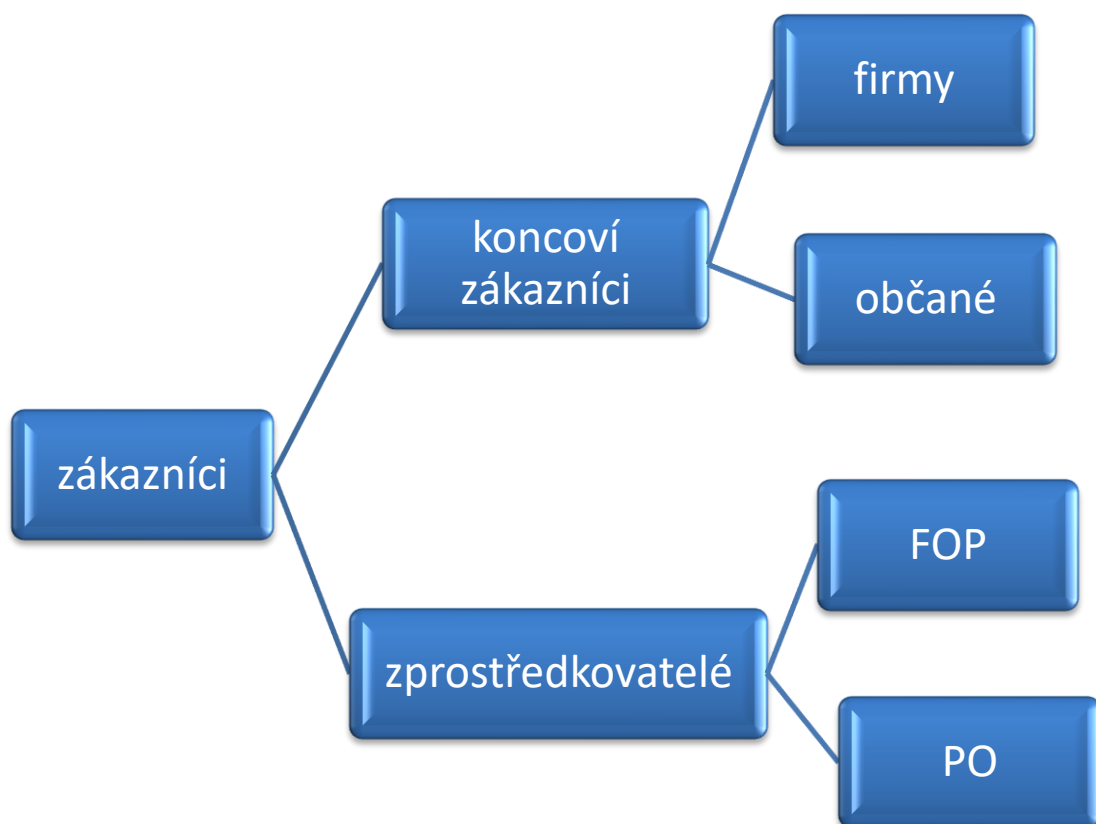 firmy
koncoví
zákazníci
občané
zákazníci
FOP
zprostředkovatelé
PO